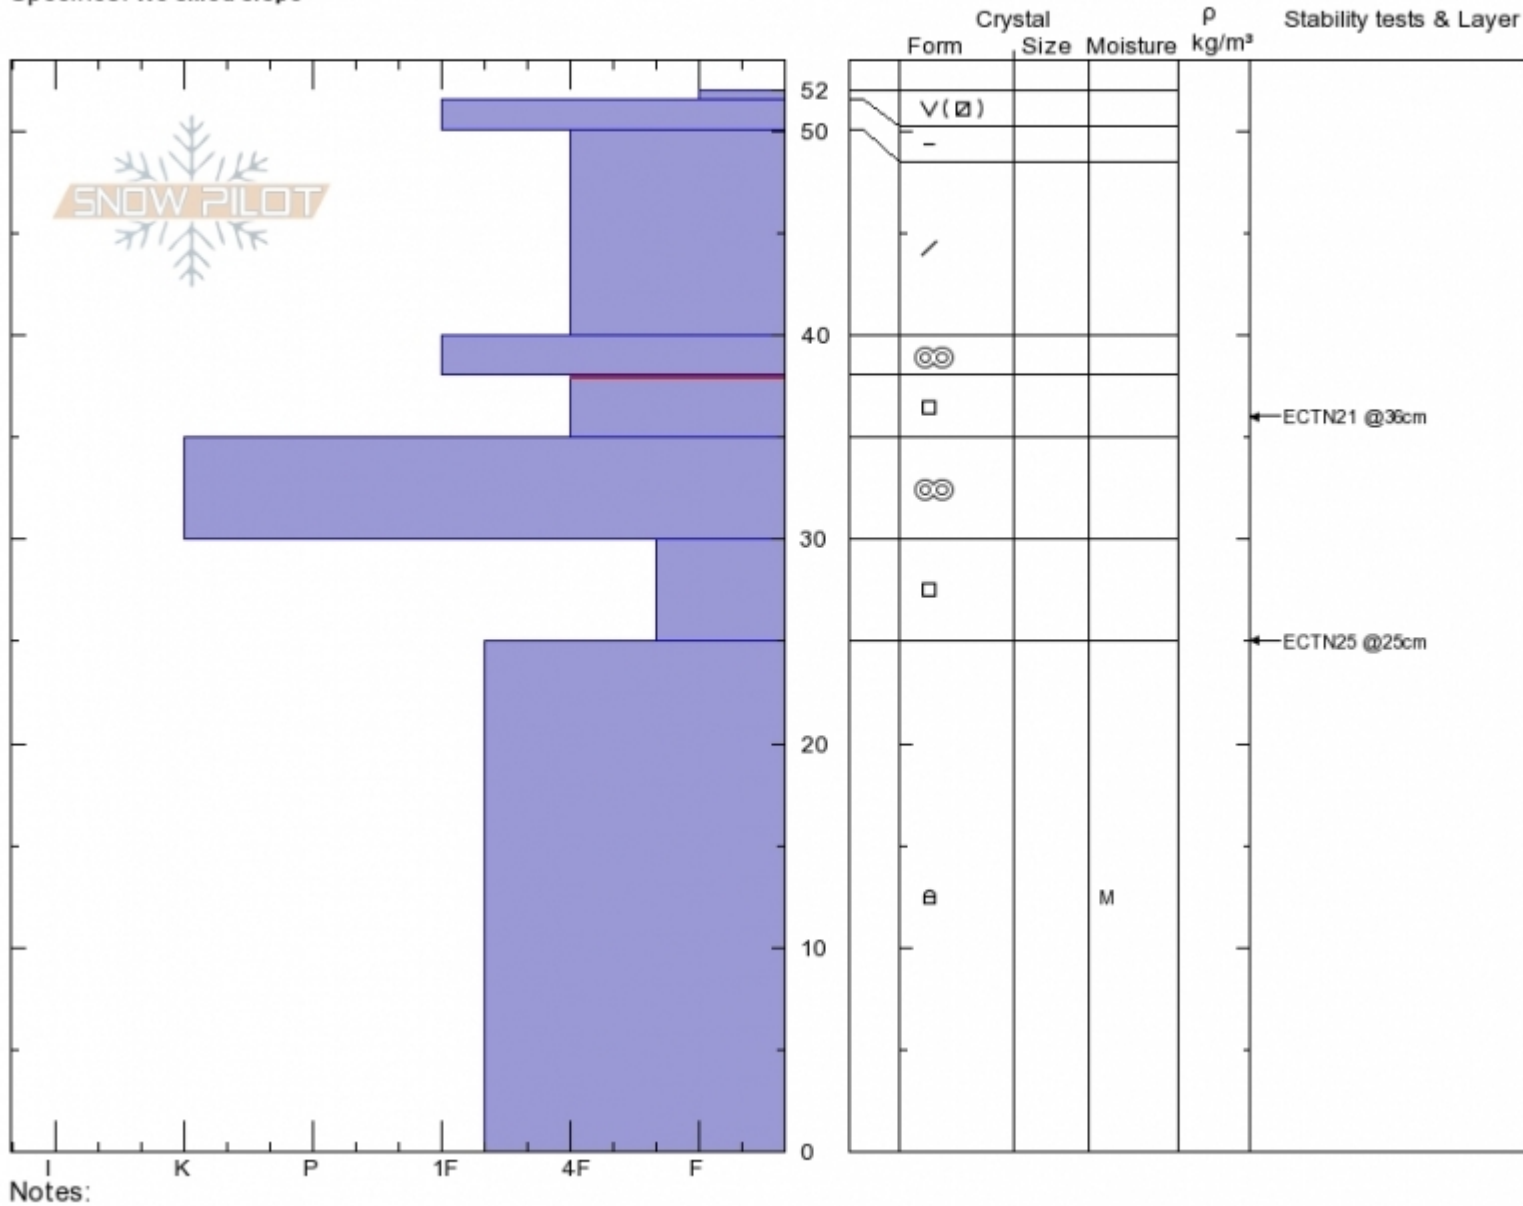 Crystal ρ Stability tests & Layer
Form Size Moisture kg/m³
52
50
SNOW PILOT
40
ECTN21 @36cm
30
ECTN25 @25cm
20
M
10
0
I K P 1F 4F F
Notes: